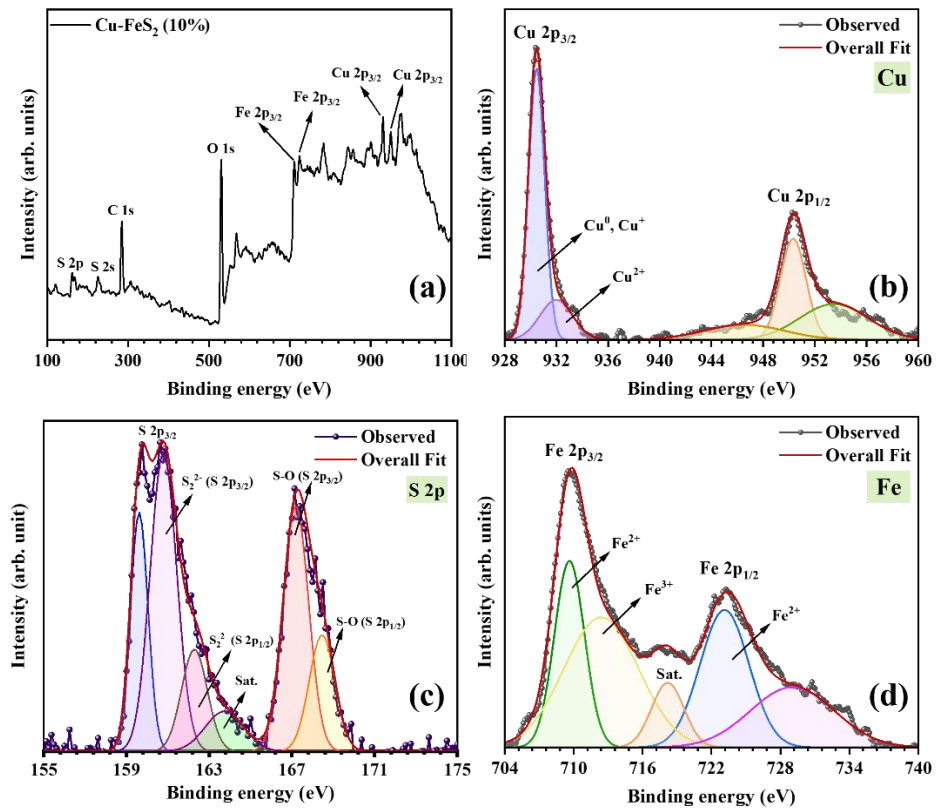 Cu-FeS₂ (10%)
Cu 2p₃/₂
Cu 2p₃/₂
Fe 2p₃/₂
Fe 2p₃/₂
O 1s
C 1s
S 2p
S 2s
(a)
Intensity (arb. units)
100 300 500 700 900 1100
Binding energy (eV)
Cu 2p₃/₂
Observed
Overall Fit
Cu
Cu 2p₁/₂
Cu⁰, Cu⁺
Cu²⁺
(b)
Intensity (arb. units)
928 932 936 940 944 948 952 956 960
Binding energy (eV)
S 2p₃/₂
Observed
Overall Fit
S 2p
S₂²⁻ (S 2p₃/₂)
S-O (S 2p₃/₂)
S₂² (S 2p₁/₂)
S-O (S 2p₁/₂)
Sat.
(c)
Intensity (arb. unit)
155 159 163 167 171 175
Binding energy (eV)
Fe 2p₃/₂
Observed
Overall Fit
Fe
Fe²⁺
Fe³⁺
Fe 2p₁/₂
Fe²⁺
Sat.
(d)
Intensity (arb. units)
704 710 716 722 728 734 740
Binding energy (eV)